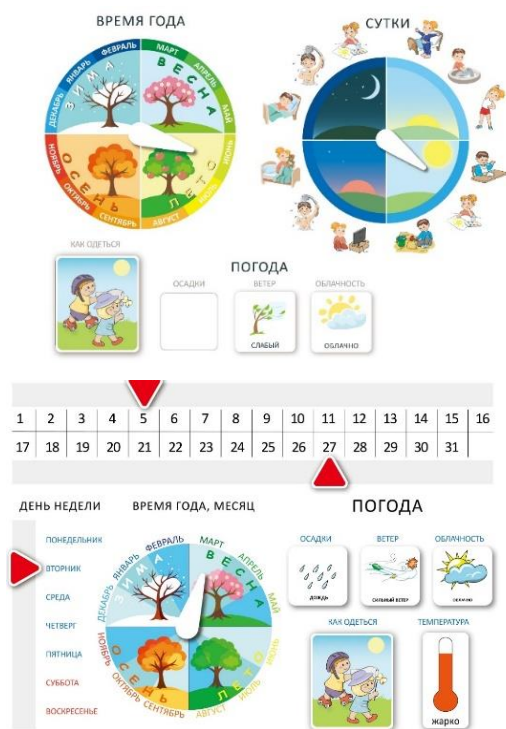 ВРЕМЯ ГОДА
СУТКИ
ДЕКАБРЬ
ЯНВАРЬ
ФЕВРАЛЬ
МАРТ
АПРЕЛЬ
МАЙ
ИЮНЬ
ИЮЛЬ
АВГУСТ
СЕНТЯБРЬ
ОКТЯБРЬ
НОЯБРЬ
ЗИМА
ВЕСНА
ОСЕНЬ
ЛЕТО
КАК ОДЕТЬСЯ
ПОГОДА
ОСАДКИ
ВЕТЕР
ОБЛАЧНОСТЬ
СЛАБЫЙ
ОБЛАЧНО
1 2 3 4 5 6 7 8 9 10 11 12 13 14 15 16
17 18 19 20 21 22 23 24 25 26 27 28 29 30 31
ДЕНЬ НЕДЕЛИ
ВРЕМЯ ГОДА, МЕСЯЦ
ПОГОДА
ПОНЕДЕЛЬНИК
ВТОРНИК
СРЕДА
ЧЕТВЕРГ
ПЯТНИЦА
СУББОТА
ВОСКРЕСЕНЬЕ
ДЕКАБРЬ
ЯНВАРЬ
ФЕВРАЛЬ
МАРТ
АПРЕЛЬ
МАЙ
ИЮНЬ
ИЮЛЬ
АВГУСТ
СЕНТЯБРЬ
ОКТЯБРЬ
НОЯБРЬ
ЗИМА
ВЕСНА
ОСЕНЬ
ЛЕТО
ОСАДКИ
ВЕТЕР
ОБЛАЧНОСТЬ
ДОЖДЬ
СИЛЬНЫЙ ВЕТЕР
ОБЛАЧНО
КАК ОДЕТЬСЯ
ТЕМПЕРАТУРА
жарко